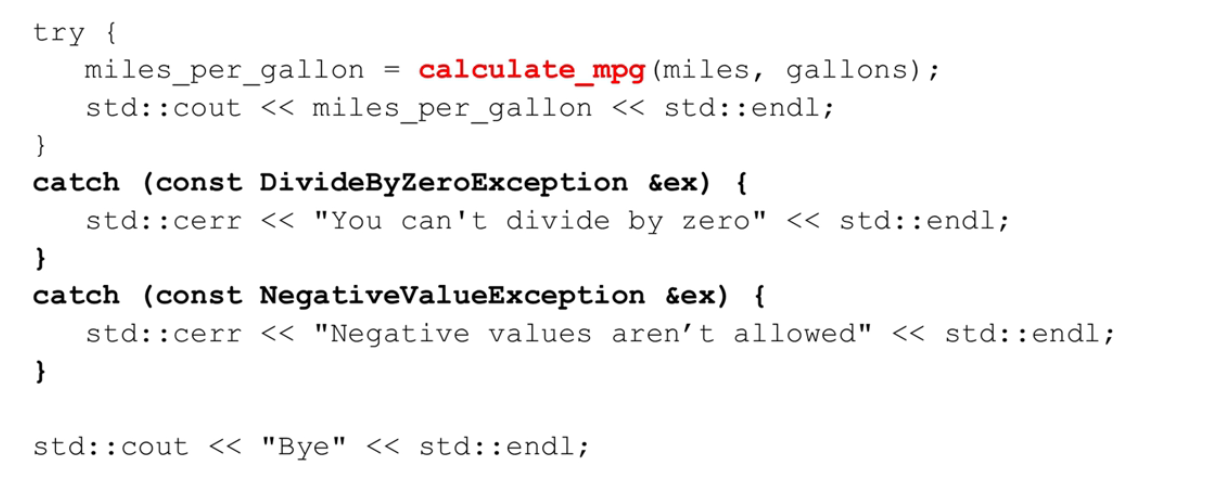 try {
   miles_per_gallon = calculate_mpg(miles, gallons);
   std::cout << miles_per_gallon << std::endl;
}
catch (const DivideByZeroException &ex) {
   std::cerr << "You can't divide by zero" << std::endl;
}
catch (const NegativeValueException &ex) {
   std::cerr << "Negative values aren’t allowed" << std::endl;
}
std::cout << "Bye" << std::endl;